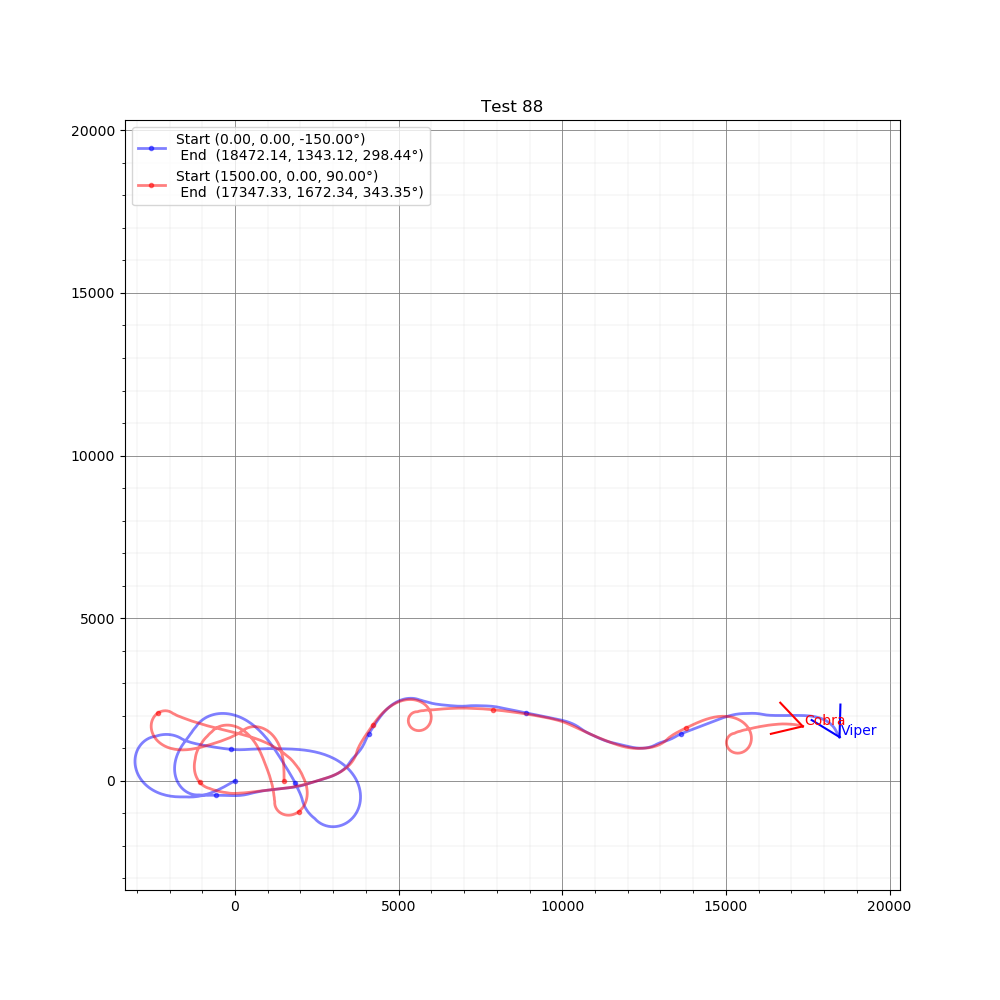 Test 88
20000
Start (0.00, 0.00, -150.00°)
End (18472.14, 1343.12, 298.44°)
Start (1500.00, 0.00, 90.00°)
End (17347.33, 1672.34, 343.35°)
15000
10000
5000
Cobra
Viper
0
0 5000 10000 15000 20000